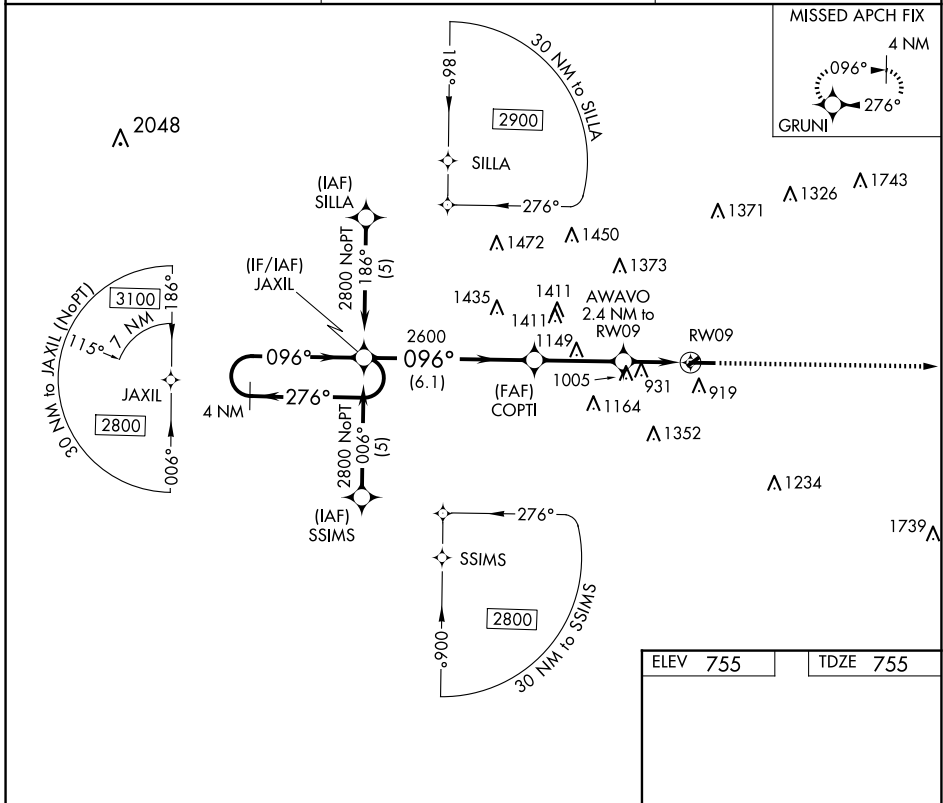 MISSED APCH FIX
4 NM
096°
276°
GRUNI
30 NM to SILLA
186°
2900
SILLA
276°
2048
(IAF)
SILLA
2800 NoPT
186°
(5)
1743
1326
1371
1472
1450
1373
(IF/IAF)
JAXIL
30 NM to JAXIL (NoPT)
3100
186°
7 NM
115°
JAXIL
2800
006°
1435
1411
1411
AWAVO
2.4 NM to
RW09
RW09
1149
2600
096°
(6.1)
096°
276°
4 NM
(FAF)
COPTI
1005
931
919
1164
1352
2800 NoPT
006°
(5)
(IAF)
SSIMS
1234
1739
276°
SSIMS
2800
006°
30 NM to SSIMS
ELEV 755
TDZE 755